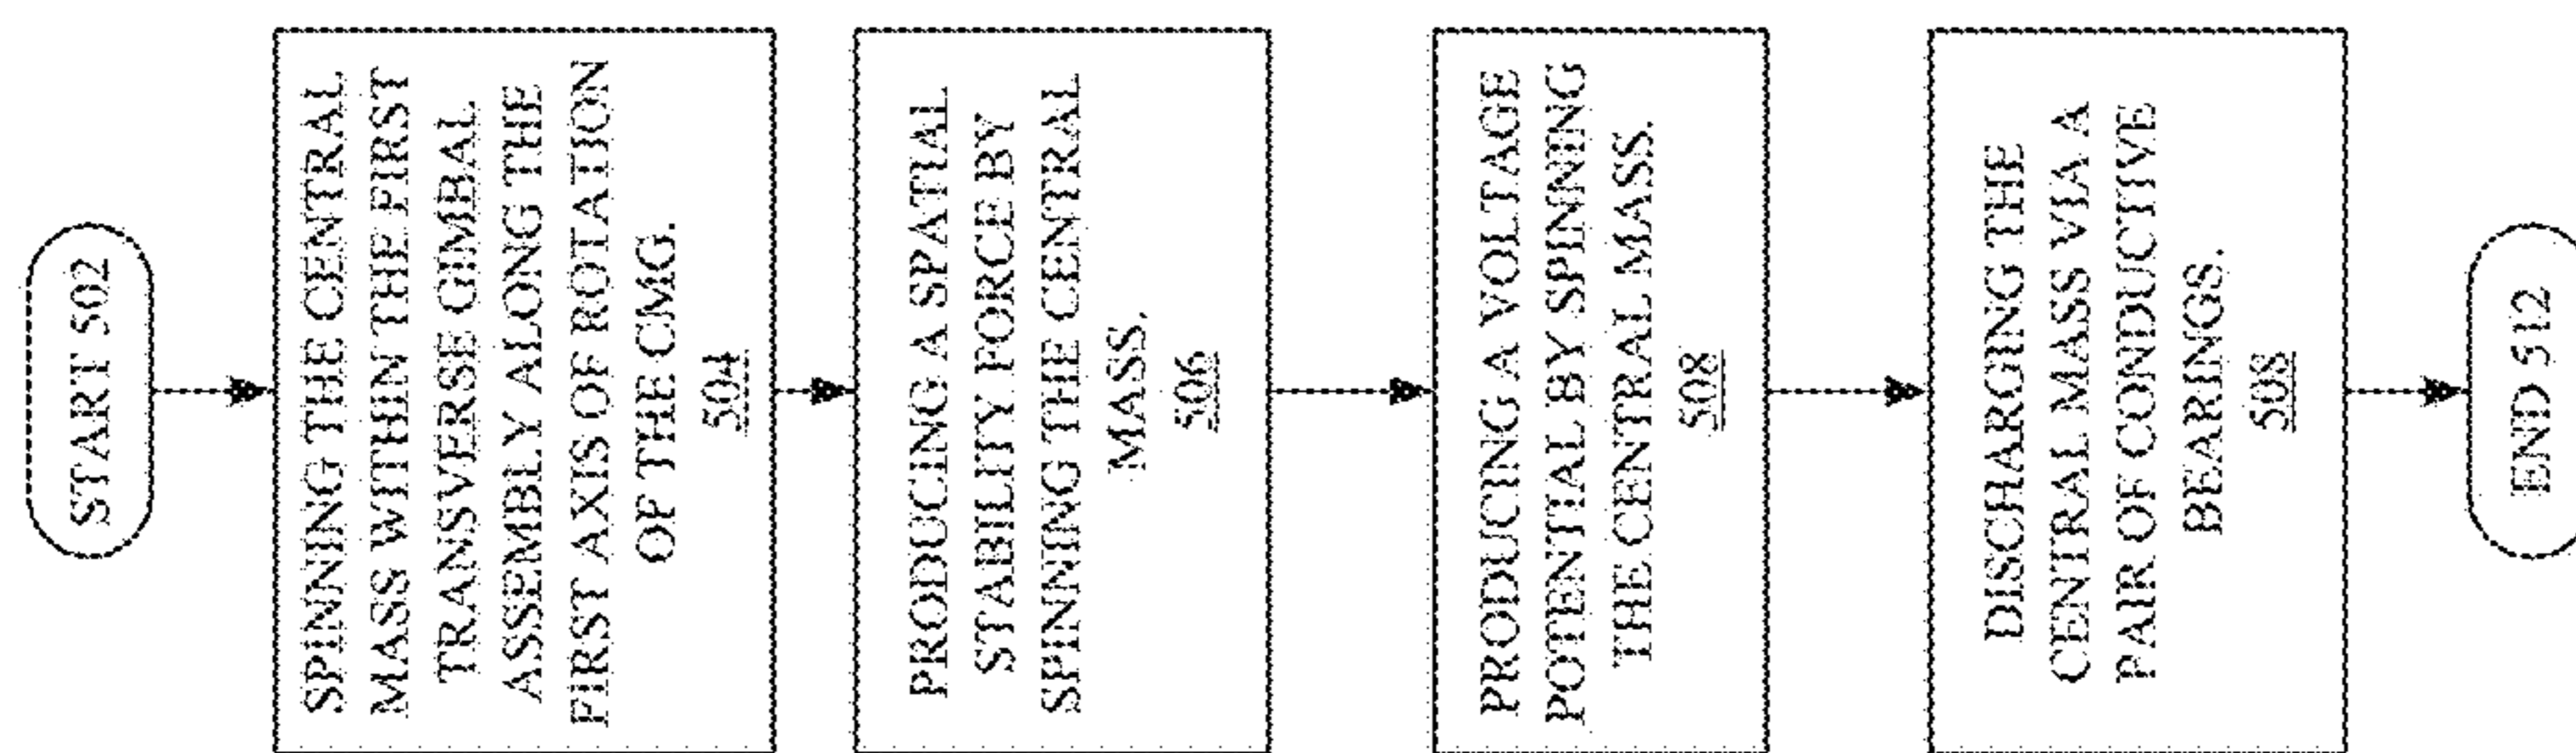 START 502
SPINNING THE CENTRAL
MASS WITHIN THE FIRST
TRANSVERSE GIMBAL
ASSEMBLY ALONG THE
FIRST AXIS OF ROTATION
OF THE CMG.
504
PRODUCING A SPATIAL
STABILITY FORCE BY
SPINNING THE CENTRAL
MASS.
506
PRODUCING A VOLTAGE
POTENTIAL BY SPINNING
THE CENTRAL MASS.
508
DISCHARGING THE
CENTRAL MASS VIA A
PAIR OF CONDUCTIVE
BEARINGS.
508
END 512